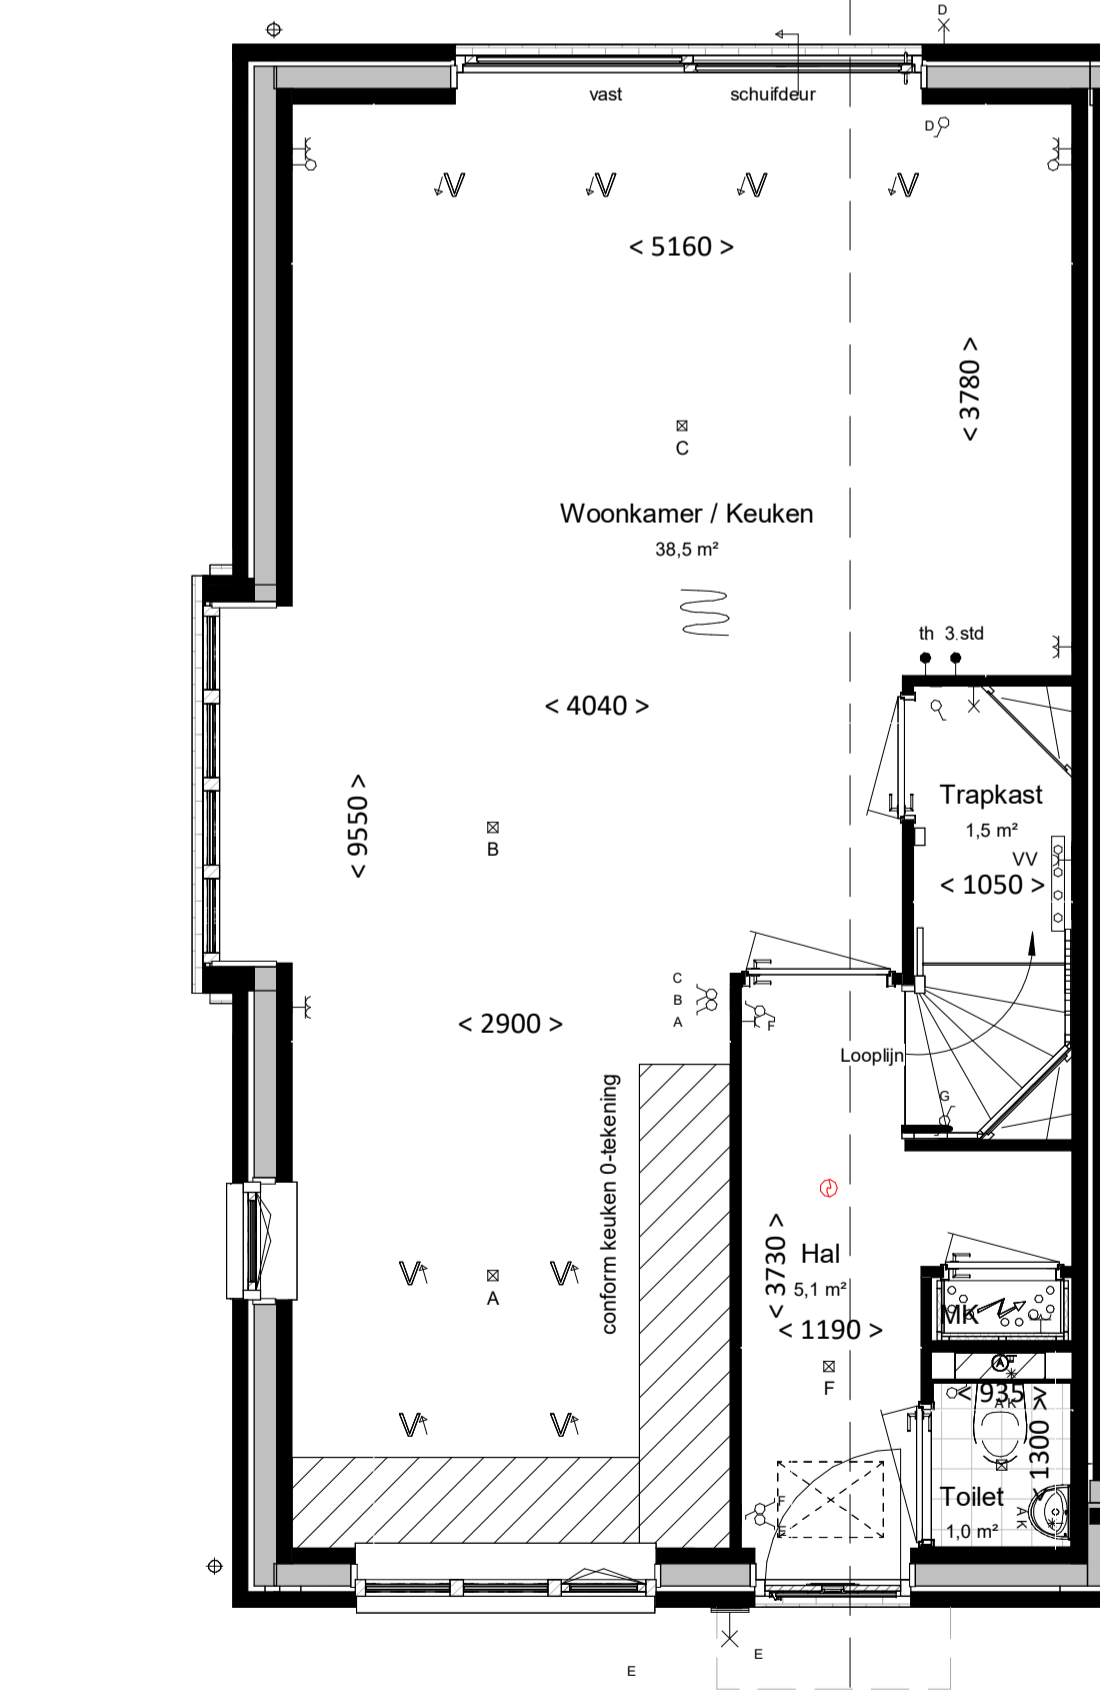 D
vast
schuifdeur
D
V V V V
< 5160 >
< 3780 >
C
Woonkamer / Keuken
38,5 m²
th 3.std
< 4040 >
Trapkast
1,5 m²
< 9550 >
B
VV
< 1050 >
C
B
A
F
< 2900 >
Looplijn
conform keuken 0-tekening
G
< 3730 >
Hal
5,1 m²
V V
A
MK
< 1190 >
F
A
< 935 >
AK
< 1300 >
V V
Toilet
1,0 m²
AK
F
E
E
E